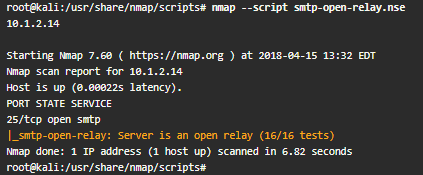 root@kali:/usr/share/nmap/scripts# nmap --script smtp-open-relay.nse
10.1.2.14
Starting Nmap 7.60 ( https://nmap.org ) at 2018-04-15 13:32 EDT
Nmap scan report for 10.1.2.14
Host is up (0.00022s latency).
PORT STATE SERVICE
25/tcp open smtp
|_smtp-open-relay: Server is an open relay (16/16 tests)
Nmap done: 1 IP address (1 host up) scanned in 6.82 seconds
root@kali:/usr/share/nmap/scripts#